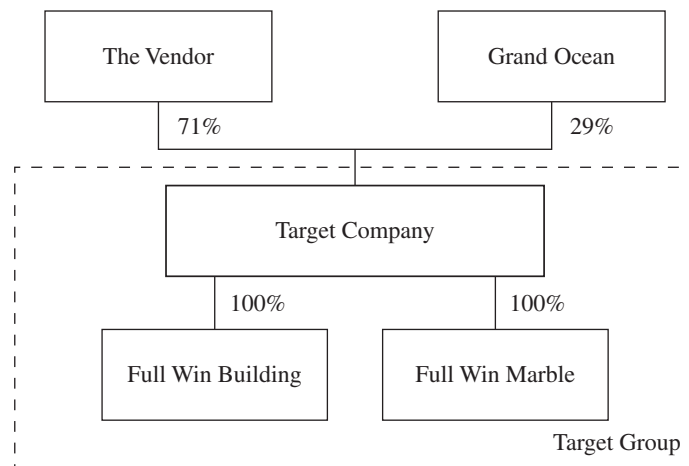 The Vendor
Grand Ocean
71%
29%
Target Company
100%
100%
Full Win Building
Full Win Marble
Target Group